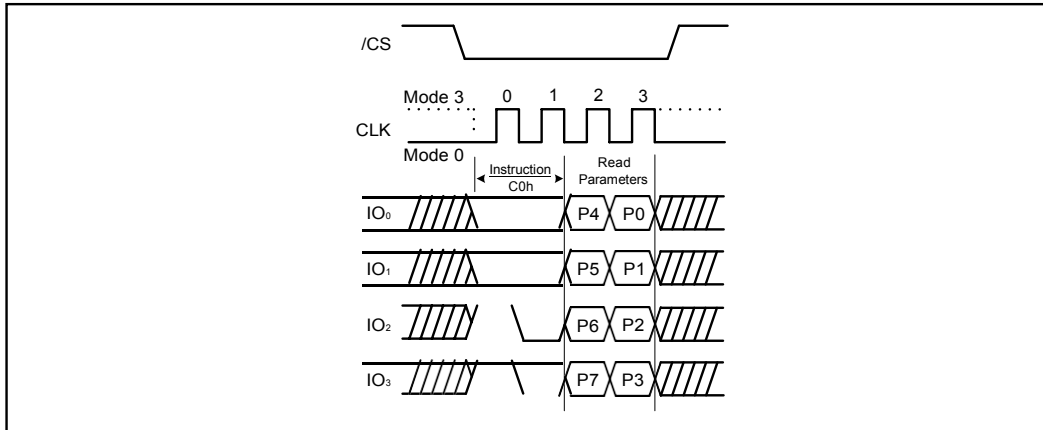 /CS
Mode 3 0 1 2 3
CLK
Mode 0
Instruction
C0h
Read
Parameters
IO₀ P4 P0
IO₁ P5 P1
IO₂ P6 P2
IO₃ P7 P3